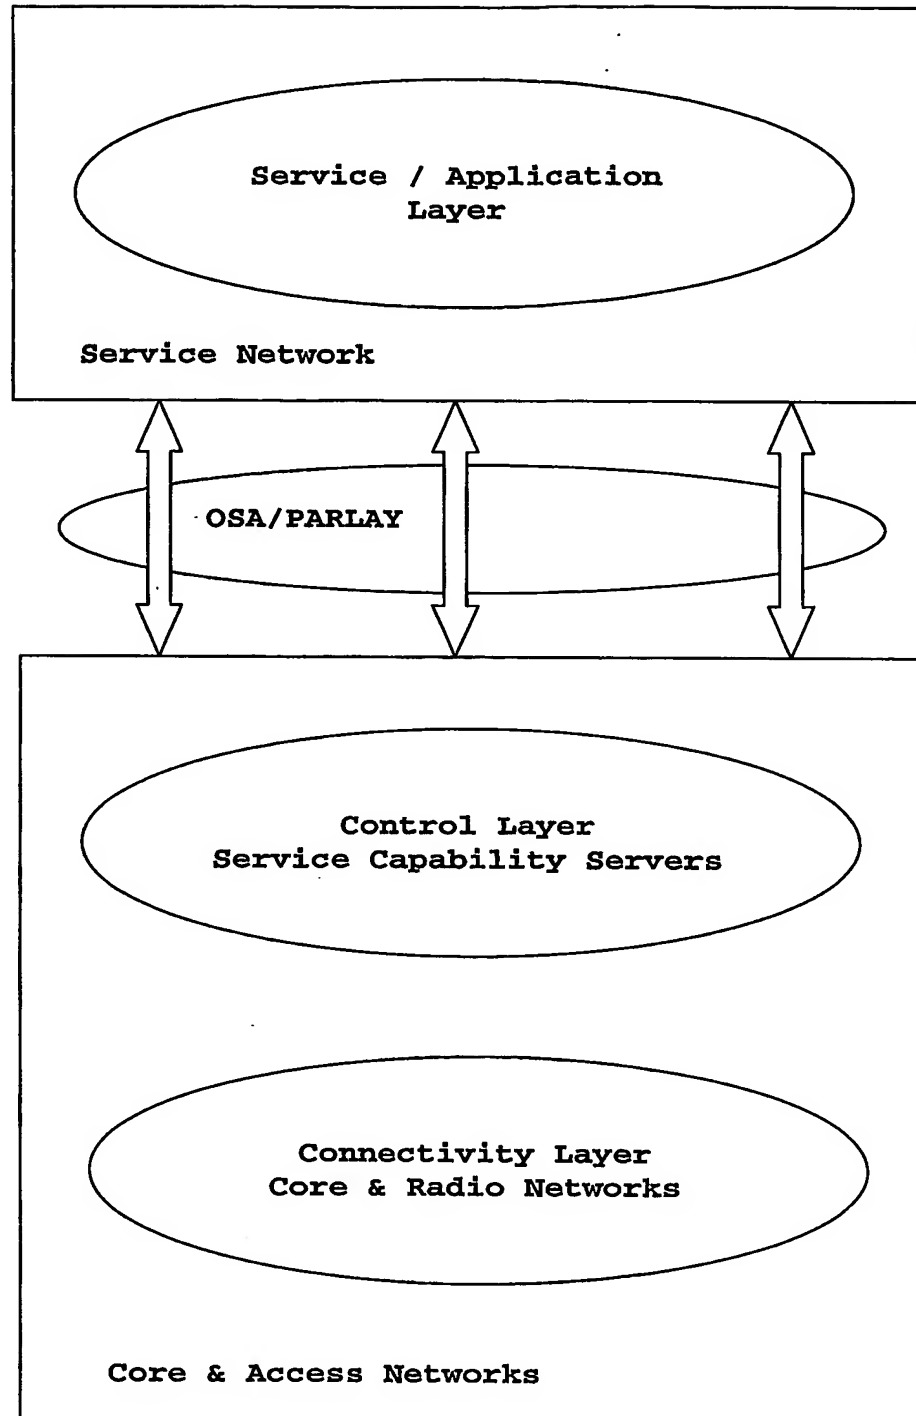 Service / Application
Layer
Service Network
OSA/PARLAY
Control Layer
Service Capability Servers
Connectivity Layer
Core & Radio Networks
Core & Access Networks